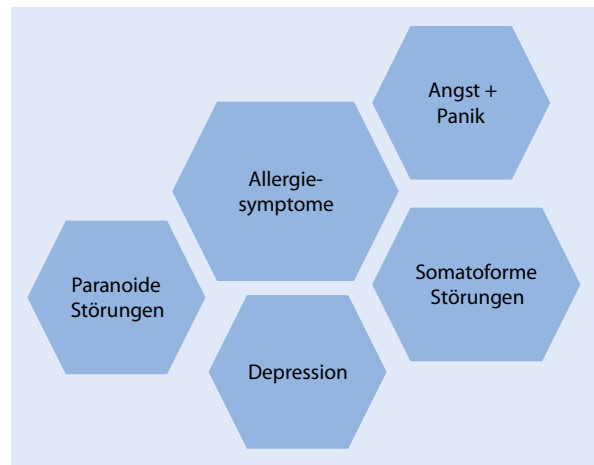 Angst +
Panik
Allergie-
symptome
Somatoforme
Störungen
Paranoide
Störungen
Depression